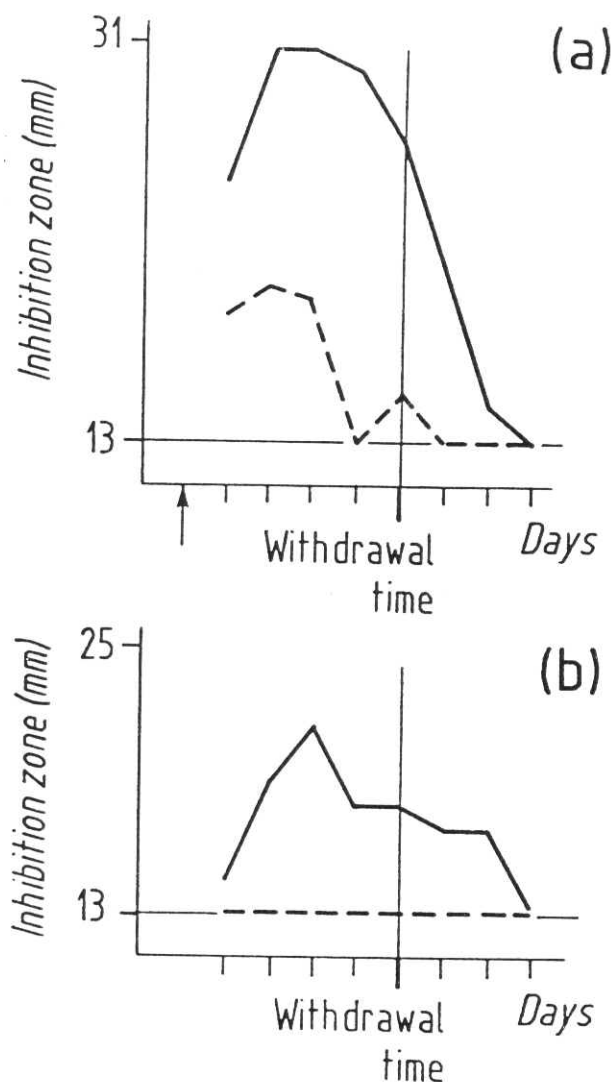 31
(a)
Inhibition zone (mm)
13
Withdrawal Days
time
25
(b)
Inhibition zone (mm)
13
Withdrawal Days
time